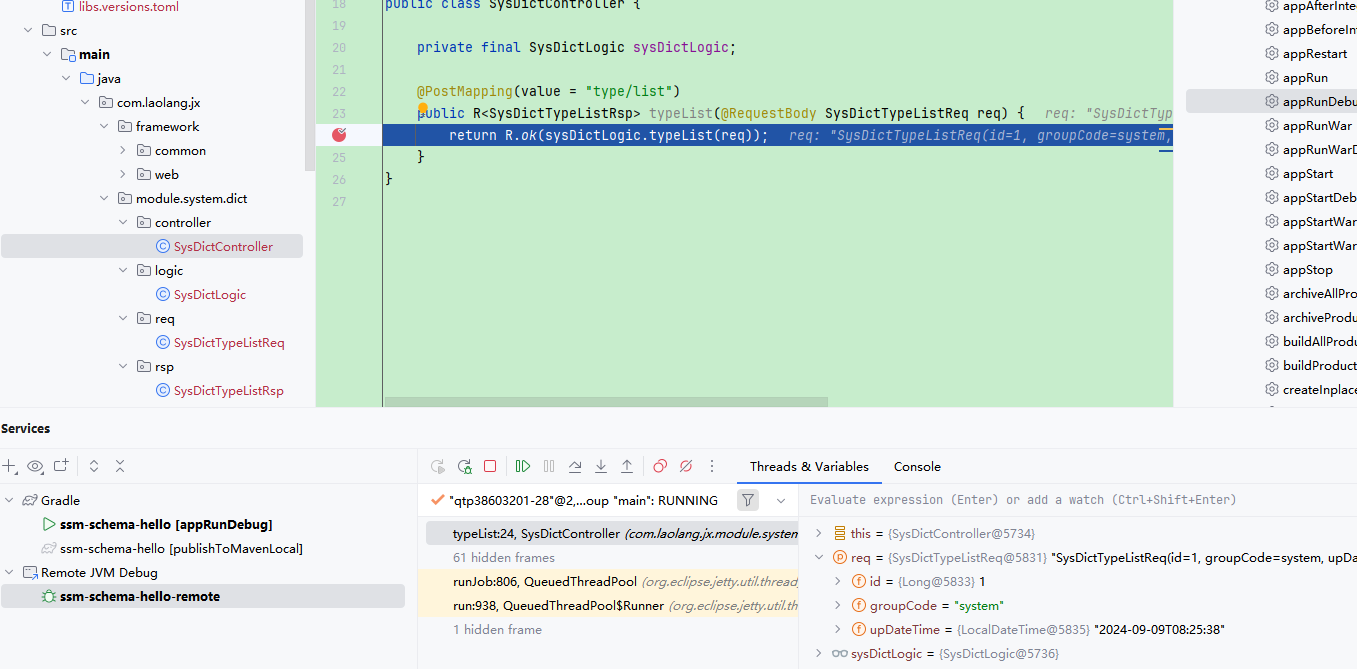 libs.versions.toml
src
main
java
com.laolang.jx
framework
common
web
module.system.dict
controller
SysDictController
logic
SysDictLogic
req
SysDictTypeListReq
rsp
SysDictTypeListRsp
18 public class SysDictController {
19
20 private final SysDictLogic sysDictLogic;
21
22 @PostMapping(value = "type/list")
23 public R<SysDictTypeListRsp> typeList(@RequestBody SysDictTypeListReq req) { req: "SysDictTyp
return R.ok(sysDictLogic.typeList(req)); req: "SysDictTypeListReq(id=1, groupCode=system,
25 }
26 }
27
appAfterInte
appBeforeInt
appRestart
appRun
appRunDebu
appRunWar
appRunWarD
appStart
appStartDeb
appStartWar
appStartWar
appStop
archiveAllPro
archiveProdu
buildAllProdu
buildProduct
createInplace
Services
Gradle
ssm-schema-hello [appRunDebug]
ssm-schema-hello [publishToMavenLocal]
Remote JVM Debug
ssm-schema-hello-remote
Threads & Variables Console
"qtp38603201-28"@2,...oup "main": RUNNING
typeList:24, SysDictController (com.laolang.jx.module.system
61 hidden frames
runJob:806, QueuedThreadPool (org.eclipse.jetty.util.thread
run:938, QueuedThreadPool$Runner (org.eclipse.jetty.util.th
1 hidden frame
Evaluate expression (Enter) or add a watch (Ctrl+Shift+Enter)
this = {SysDictController@5734}
req = {SysDictTypeListReq@5831} "SysDictTypeListReq(id=1, groupCode=system, upDa
id = {Long@5833} 1
groupCode = "system"
upDateTime = {LocalDateTime@5835} "2024-09-09T08:25:38"
sysDictLogic = {SysDictLogic@5736}